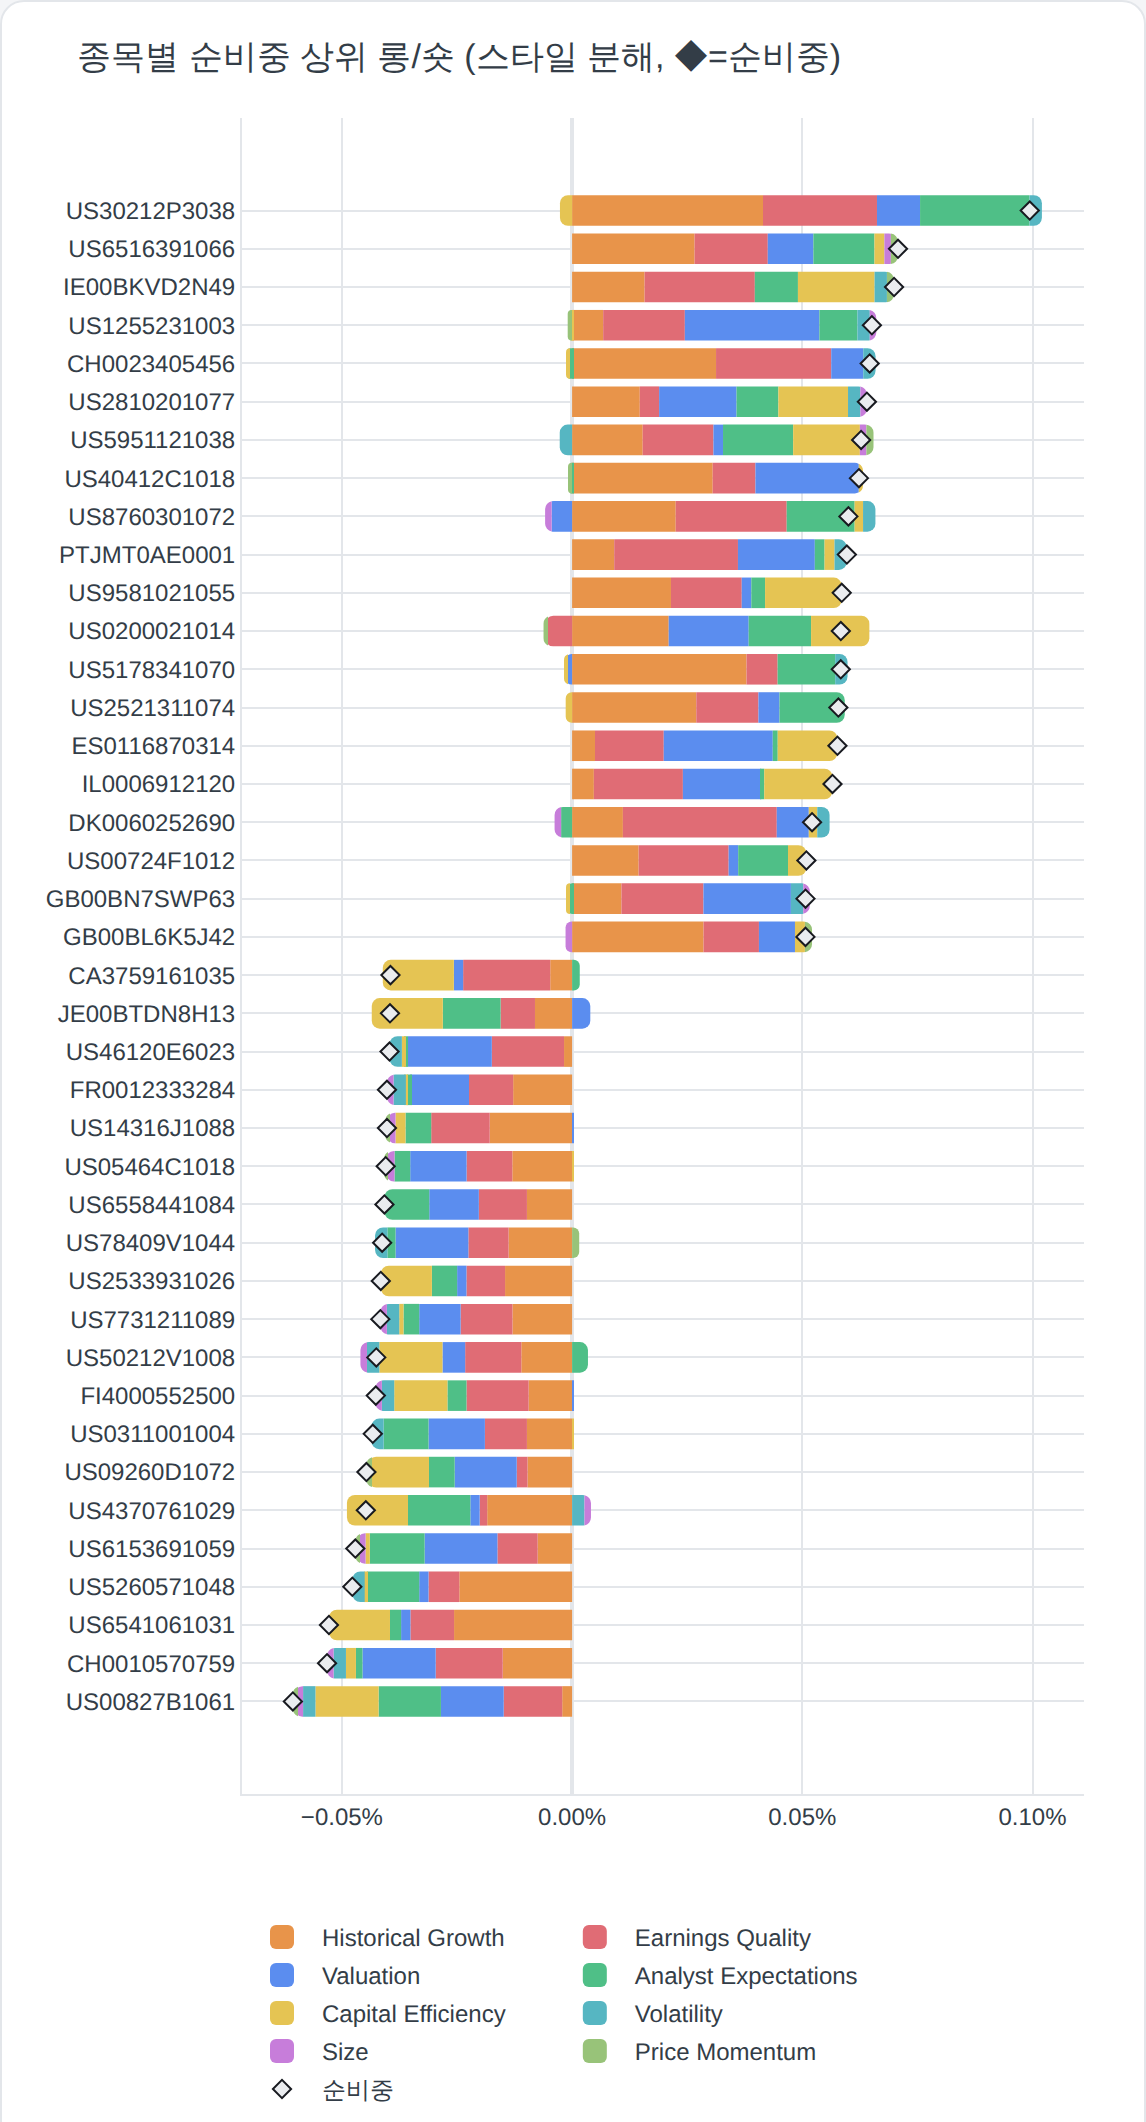 종목별 순비중 상위 롱/숏 (스타일 분해, ◆=순비중)
US30212P3038
US6516391066
IE00BKVD2N49
US1255231003
CH0023405456
US2810201077
US5951121038
US40412C1018
US8760301072
PTJMT0AE0001
US9581021055
US0200021014
US5178341070
US2521311074
ES0116870314
IL0006912120
DK0060252690
US00724F1012
GB00BN7SWP63
GB00BL6K5J42
CA3759161035
JE00BTDN8H13
US46120E6023
FR0012333284
US14316J1088
US05464C1018
US6558441084
US78409V1044
US2533931026
US7731211089
US50212V1008
FI4000552500
US0311001004
US09260D1072
US4370761029
US6153691059
US5260571048
US6541061031
CH0010570759
US00827B1061
−0.05% 0.00% 0.05% 0.10%
Historical Growth Earnings Quality
Valuation Analyst Expectations
Capital Efficiency Volatility
Size Price Momentum
순비중